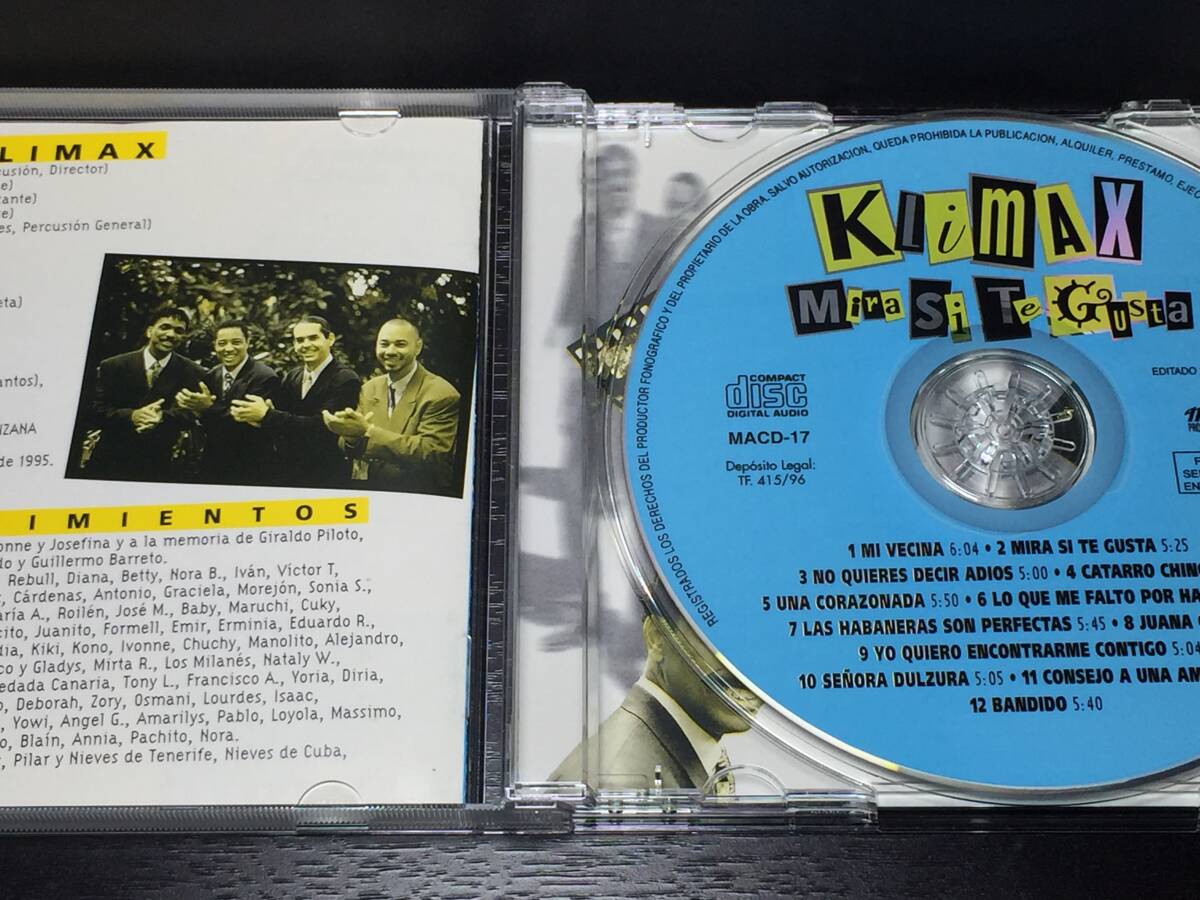 LIMAX
cusión, Director)
e)
tante)
te)
es, Percusión General)
eta)
antos),
IZANA
de 1995.
IMIENTOS
onne y Josefina y a la memoria de Giraldo Piloto,
do y Guillermo Barreto.
Rebull, Diana, Betty, Nora B., Iván, Víctor T,
, Cárdenas, Antonio, Graciela, Morejón, Sonia S.,
aría A., Roilén, José M., Baby, Maruchi, Cuky,
cito, Juanito, Formell, Emir, Erminia, Eduardo R.,
dia, Kiki, Kono, Ivonne, Chuchy, Manolito, Alejandro,
co y Gladys, Mirta R., Los Milanés, Nataly W.,
edada Canaria, Tony L., Francisco A., Yoria, Diria,
o, Deborah, Zory, Osmani, Lourdes, Isaac,
, Yowi, Angel G., Amarilys, Pablo, Loyola, Massimo,
o, Blain, Annia, Pachito, Nora.
, Pilar y Nieves de Tenerife, Nieves de Cuba,
REGISTRADOS LOS DERECHOS DEL PRODUCTOR FONOGRAFICO Y DEL PROPIETARIO DE LA OBRA. SALVO AUTORIZACION, QUEDA PROHIBIDA LA PUBLICACION, ALQUILER, PRESTAMO, EJEC
KLiMAX
Mira Si Te Gusta
COMPACT
disc
DIGITAL AUDIO
MACD-17
Depósito Legal:
TF. 415/96
EDITADO
1 MI VECINA 6:04 • 2 MIRA SI TE GUSTA 5:25
3 NO QUIERES DECIR ADIOS 5:00 • 4 CATARRO CHINO
5 UNA CORAZONADA 5:50 • 6 LO QUE ME FALTO POR HA
7 LAS HABANERAS SON PERFECTAS 5:45 • 8 JUANA
9 YO QUIERO ENCONTRARME CONTIGO 5:04
10 SEÑORA DULZURA 5:05 • 11 CONSEJO A UNA AM
12 BANDIDO 5:40